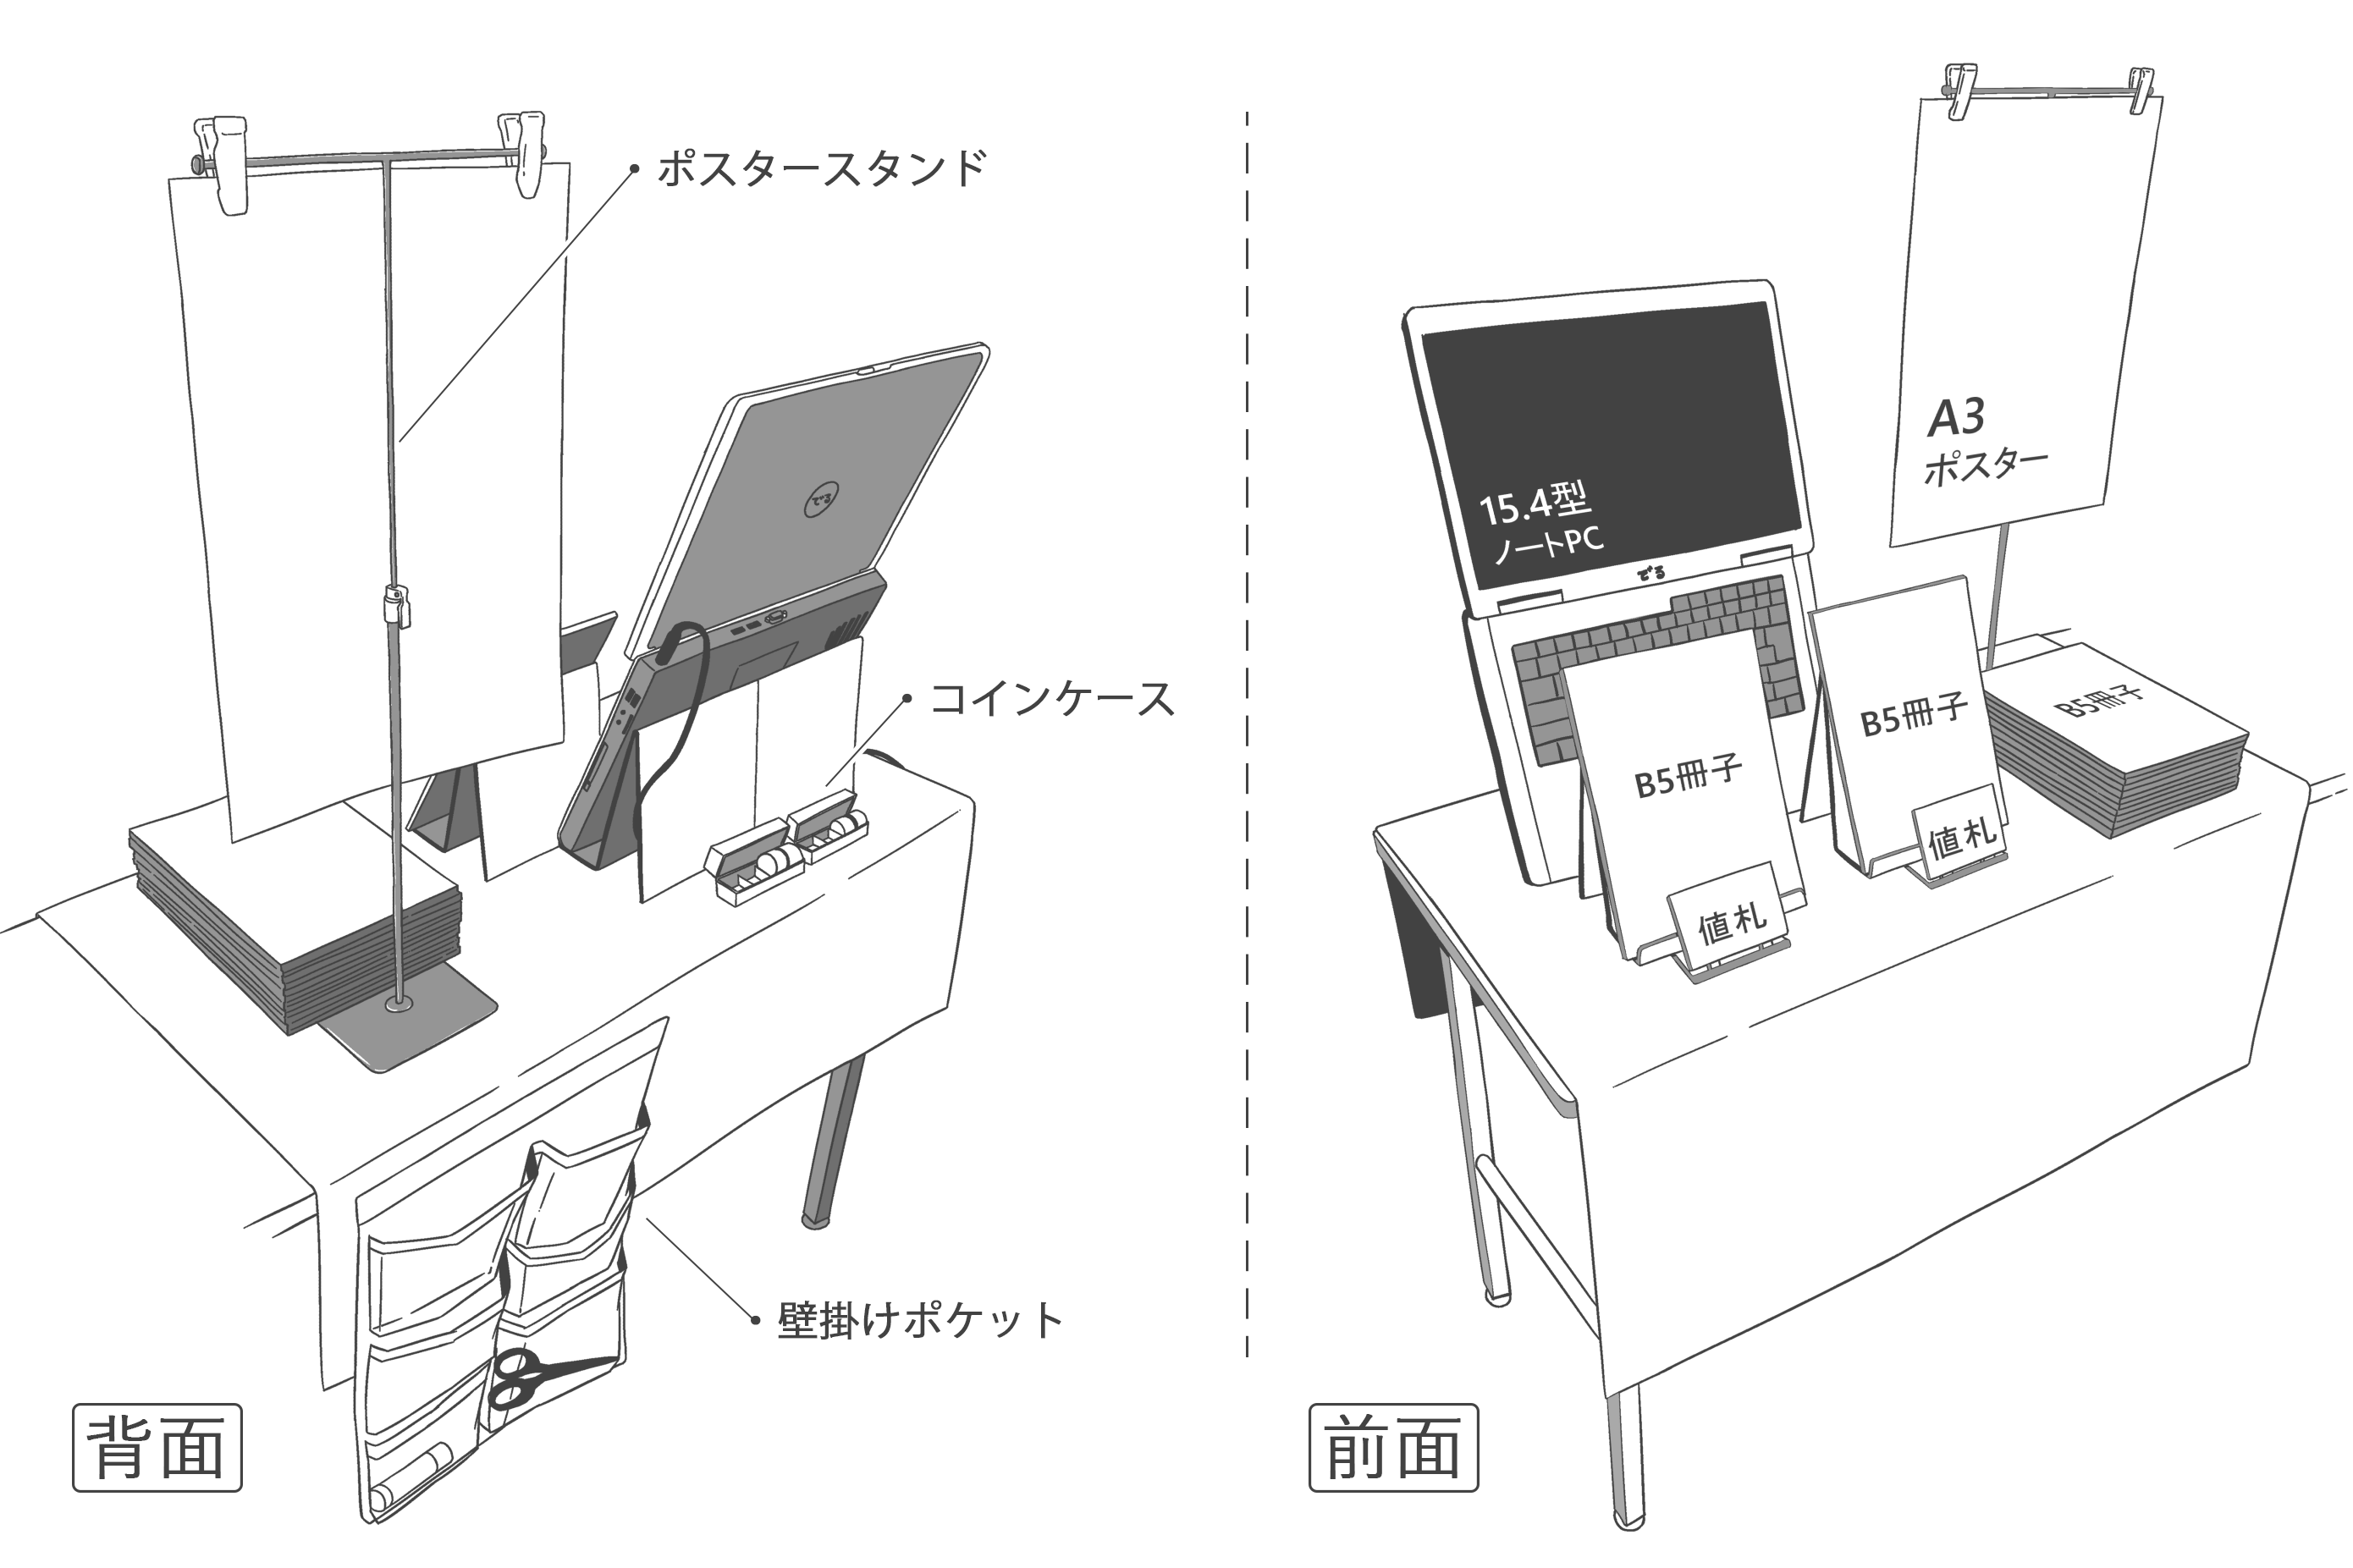 ポスタースタンド
でる
コインケース
壁掛けポケット
背面
A3
ポスター
15.4型
ノートPC
でる
B5冊子
B5冊子
B5冊子
値札
値札
前面